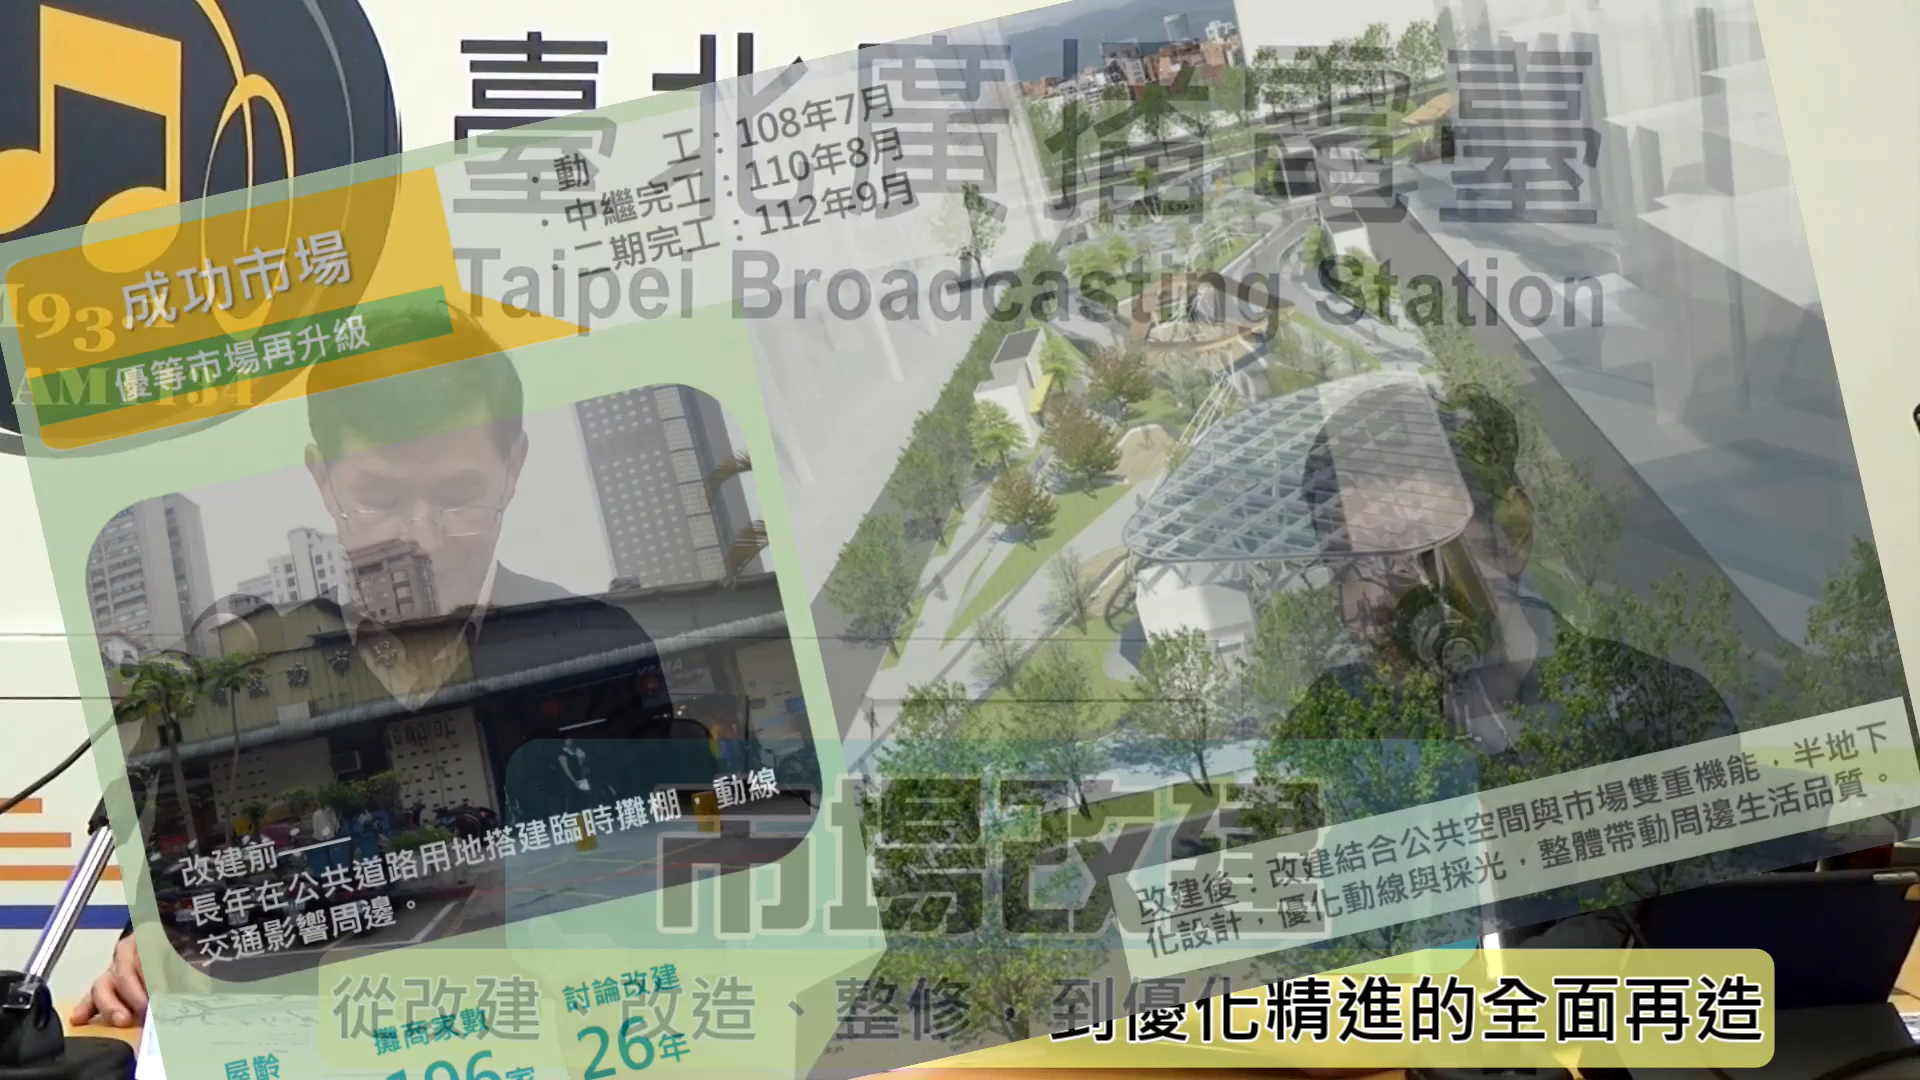 臺北廣播電臺
Taipei Broadcasting Station
・動　　工：108年7月
・中繼完工：110年8月
・二期完工：112年9月
成功市場
優等市場再升級
改建前——
長年在公共道路用地搭建臨時攤棚，動線
交通影響周邊。
市場改建
改建後：改建結合公共空間與市場雙重機能，半地下
化設計，優化動線與採光，整體帶動周邊生活品質。
從改建、改造、整修，到優化精進的全面再造
屋齡
攤商家數
196家
討論改建
26年